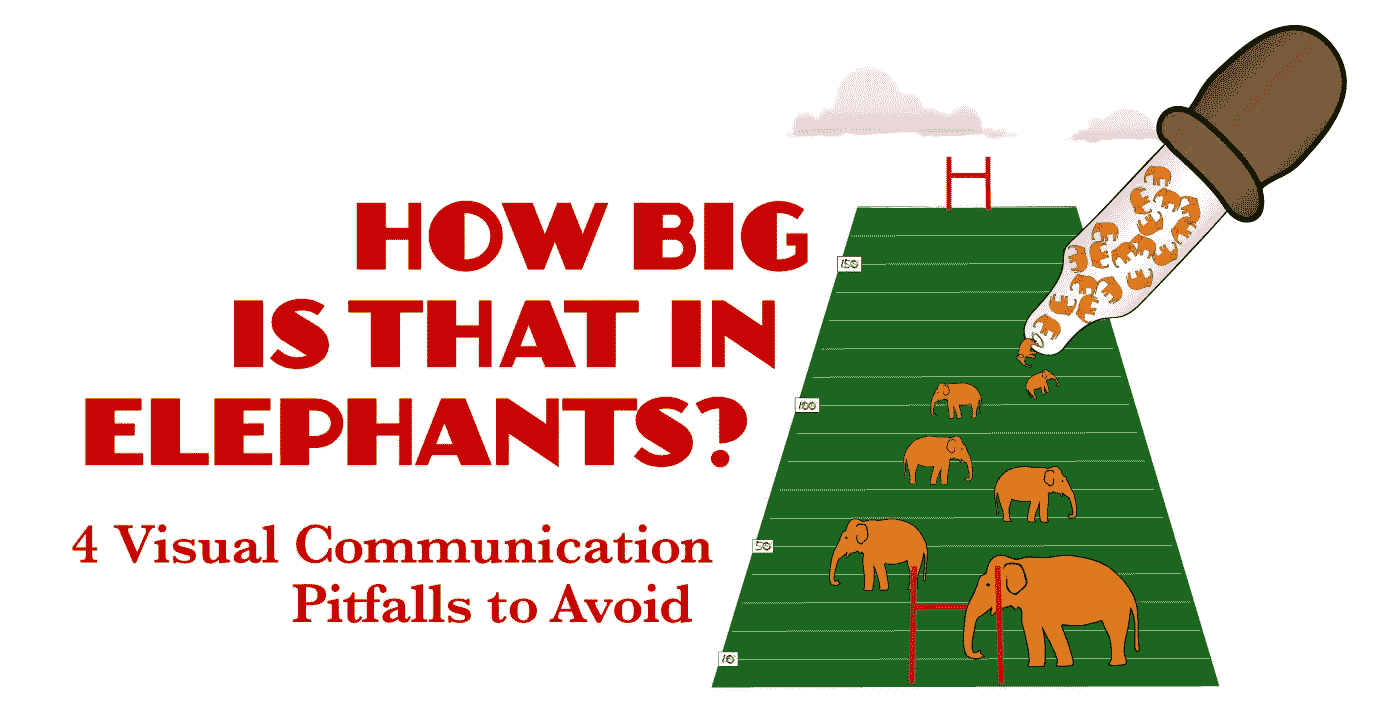 HOW BIG
IS THAT IN
ELEPHANTS?
4 Visual Communication
Pitfalls to Avoid
150
100
50
10